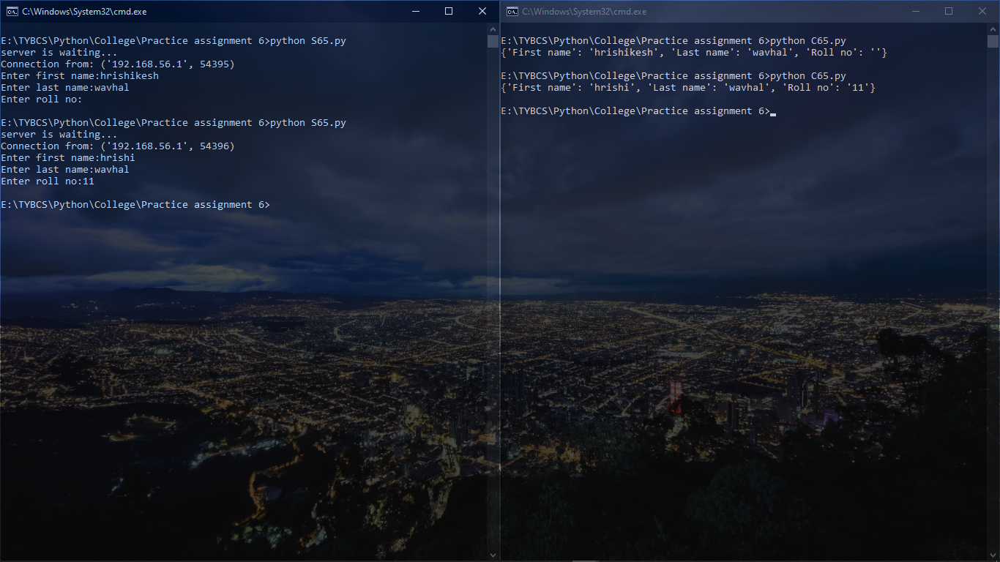 C:\Windows\System32\cmd.exe
E:\TYBCS\Python\College\Practice assignment 6>python S65.py
server is waiting...
Connection from: ('192.168.56.1', 54395)
Enter first name:hrishikesh
Enter last name:wavhal
Enter roll no:
E:\TYBCS\Python\College\Practice assignment 6>python S65.py
server is waiting...
Connection from: ('192.168.56.1', 54396)
Enter first name:hrishi
Enter last name:wavhal
Enter roll no:11
E:\TYBCS\Python\College\Practice assignment 6>
C:\Windows\System32\cmd.exe
E:\TYBCS\Python\College\Practice assignment 6>python C65.py
{'First name': 'hrishikesh', 'Last name': 'wavhal', 'Roll no': ''}
E:\TYBCS\Python\College\Practice assignment 6>python C65.py
{'First name': 'hrishi', 'Last name': 'wavhal', 'Roll no': '11'}
E:\TYBCS\Python\College\Practice assignment 6>